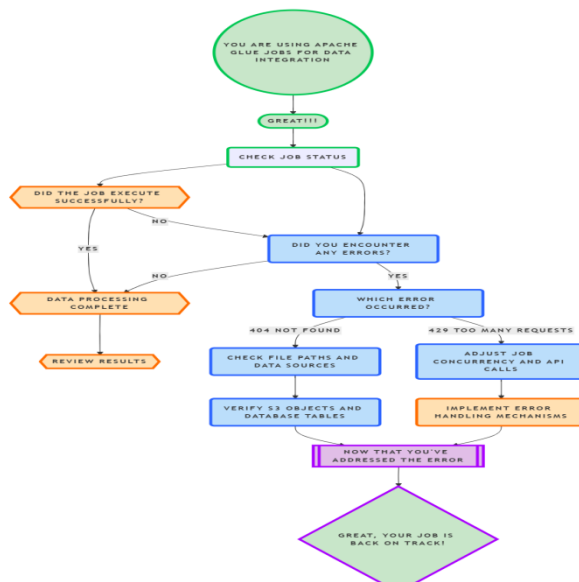 YOU ARE USING APACHE
GLUE JOBS FOR DATA
INTEGRATION
GREAT!!!
CHECK JOB STATUS
DID THE JOB EXECUTE
SUCCESSFULLY?
NO
DID YOU ENCOUNTER
ANY ERRORS?
YES
NO
YES
DATA PROCESSING
COMPLETE
WHICH ERROR
OCCURRED?
404 NOT FOUND
429 TOO MANY REQUESTS
REVIEW RESULTS
CHECK FILE PATHS AND
DATA SOURCES
ADJUST JOB
CONCURRENCY AND API
CALLS
VERIFY S3 OBJECTS AND
DATABASE TABLES
IMPLEMENT ERROR
HANDLING MECHANISMS
NOW THAT YOU'VE
ADDRESSED THE ERROR
GREAT, YOUR JOB IS
BACK ON TRACK!